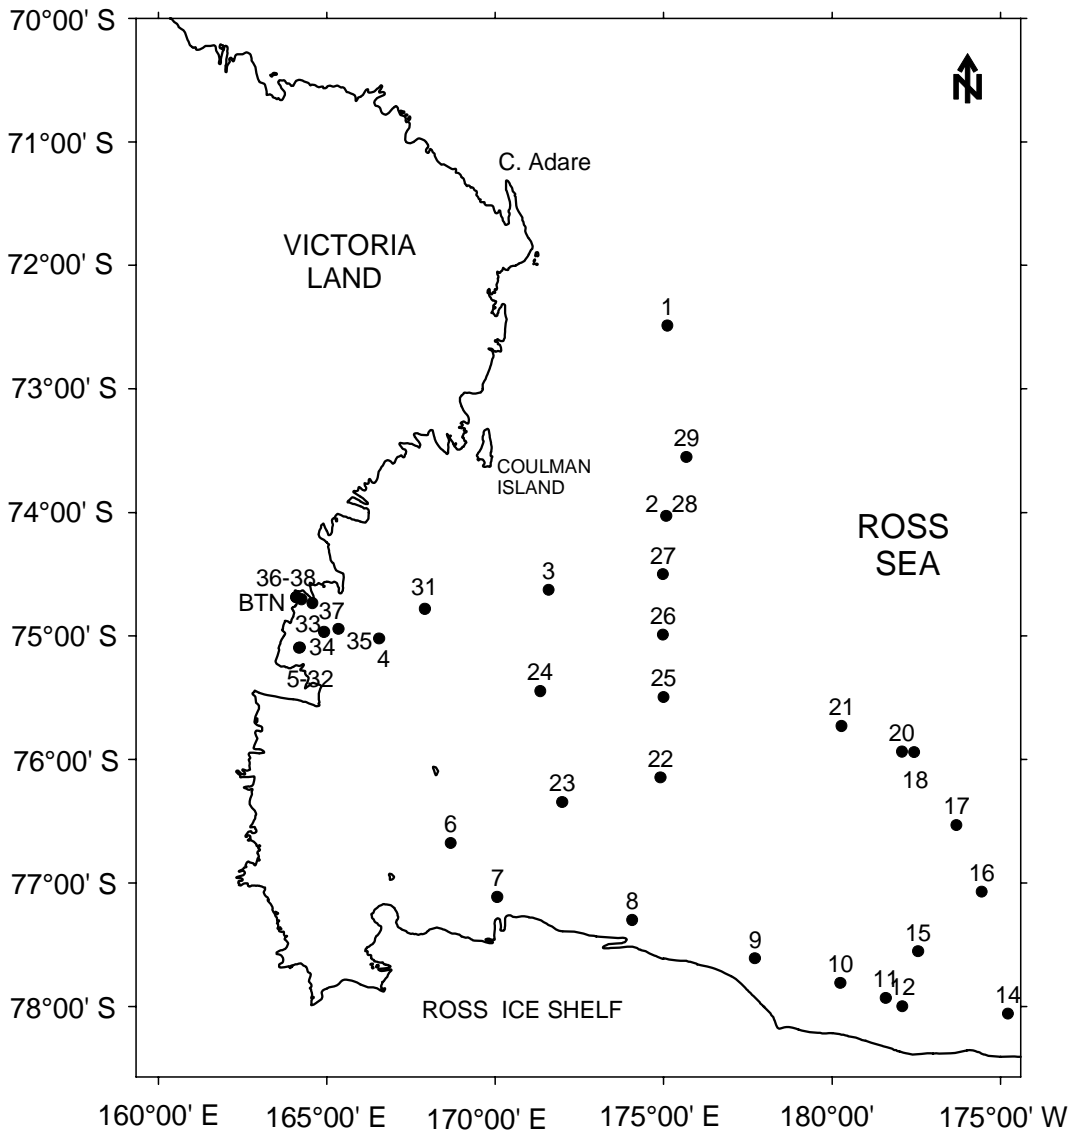 70°00' S
N
71°00' S
C. Adare
VICTORIA
LAND
72°00' S
1
73°00' S
29
COULMAN
ISLAND
2 28
74°00' S
ROSS
SEA
27
3
36-38
31
BTN
37
26
33
75°00' S
34
35
4
24
25
5-32
21
20
76°00' S
22
18
23
17
6
77°00' S
7
16
8
15
9
10
11
12
14
78°00' S
ROSS ICE SHELF
160°00' E
165°00' E
170°00' E
175°00' E
180°00'
175°00' W